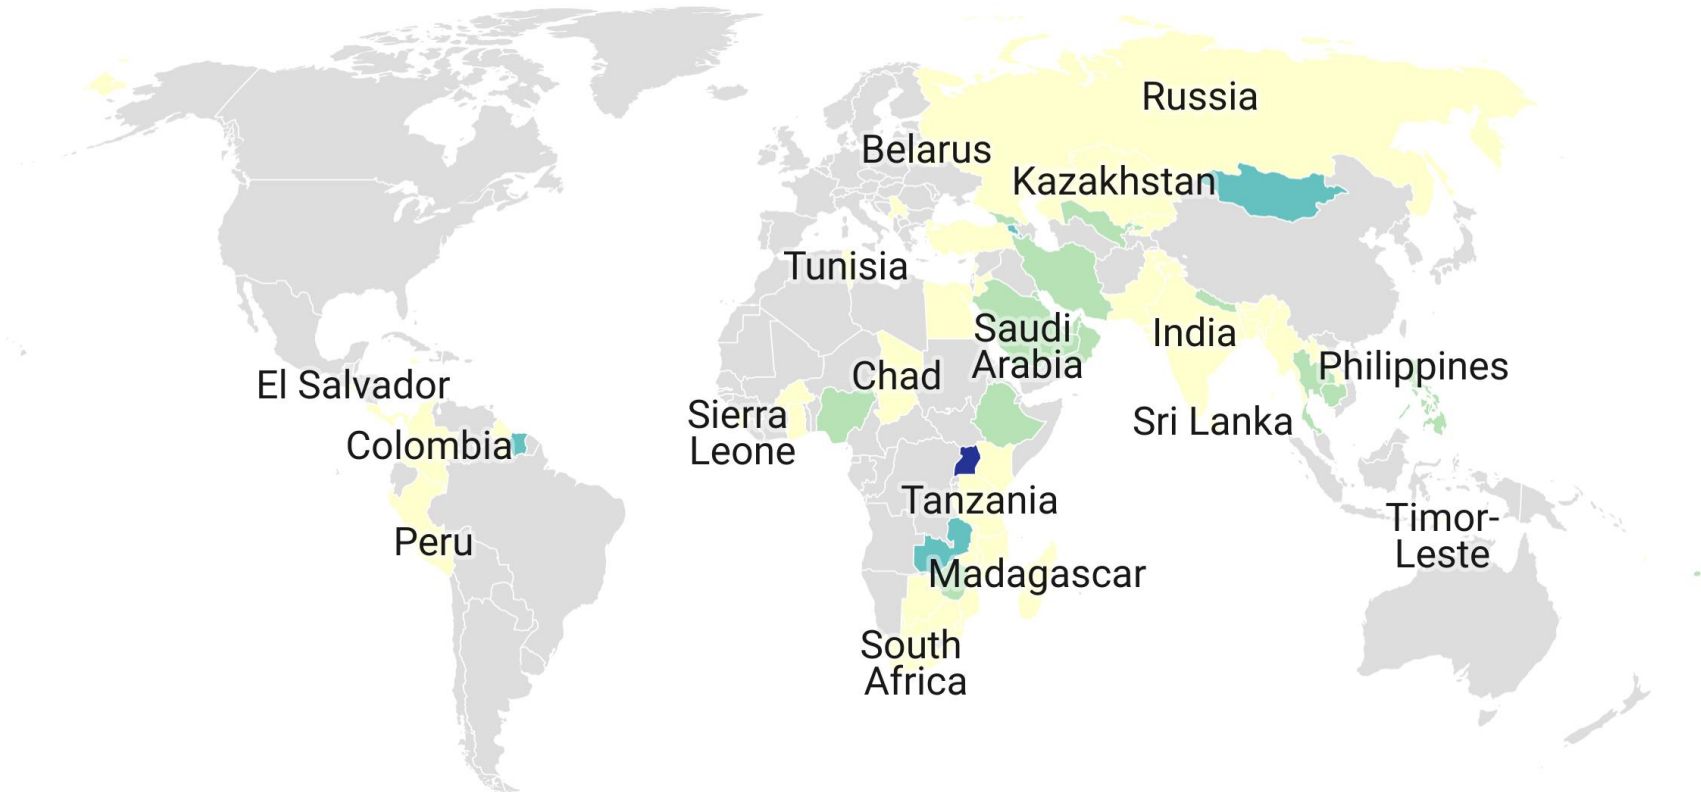 Russia
Belarus
Kazakhstan
Tunisia
Saudi
Arabia
India
Chad
Philippines
El Salvador
Sierra
Leone
Sri Lanka
Colombia
Tanzania
Timor-
Leste
Peru
Madagascar
South
Africa